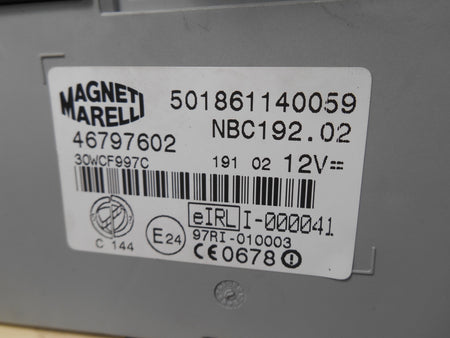 MAGNETI MARELLI
501861140059
46797602
NBC192.02
30WCF997C
191 02 12V
C 144
E24
eIRL I-000041
97RI-010003
CE0678